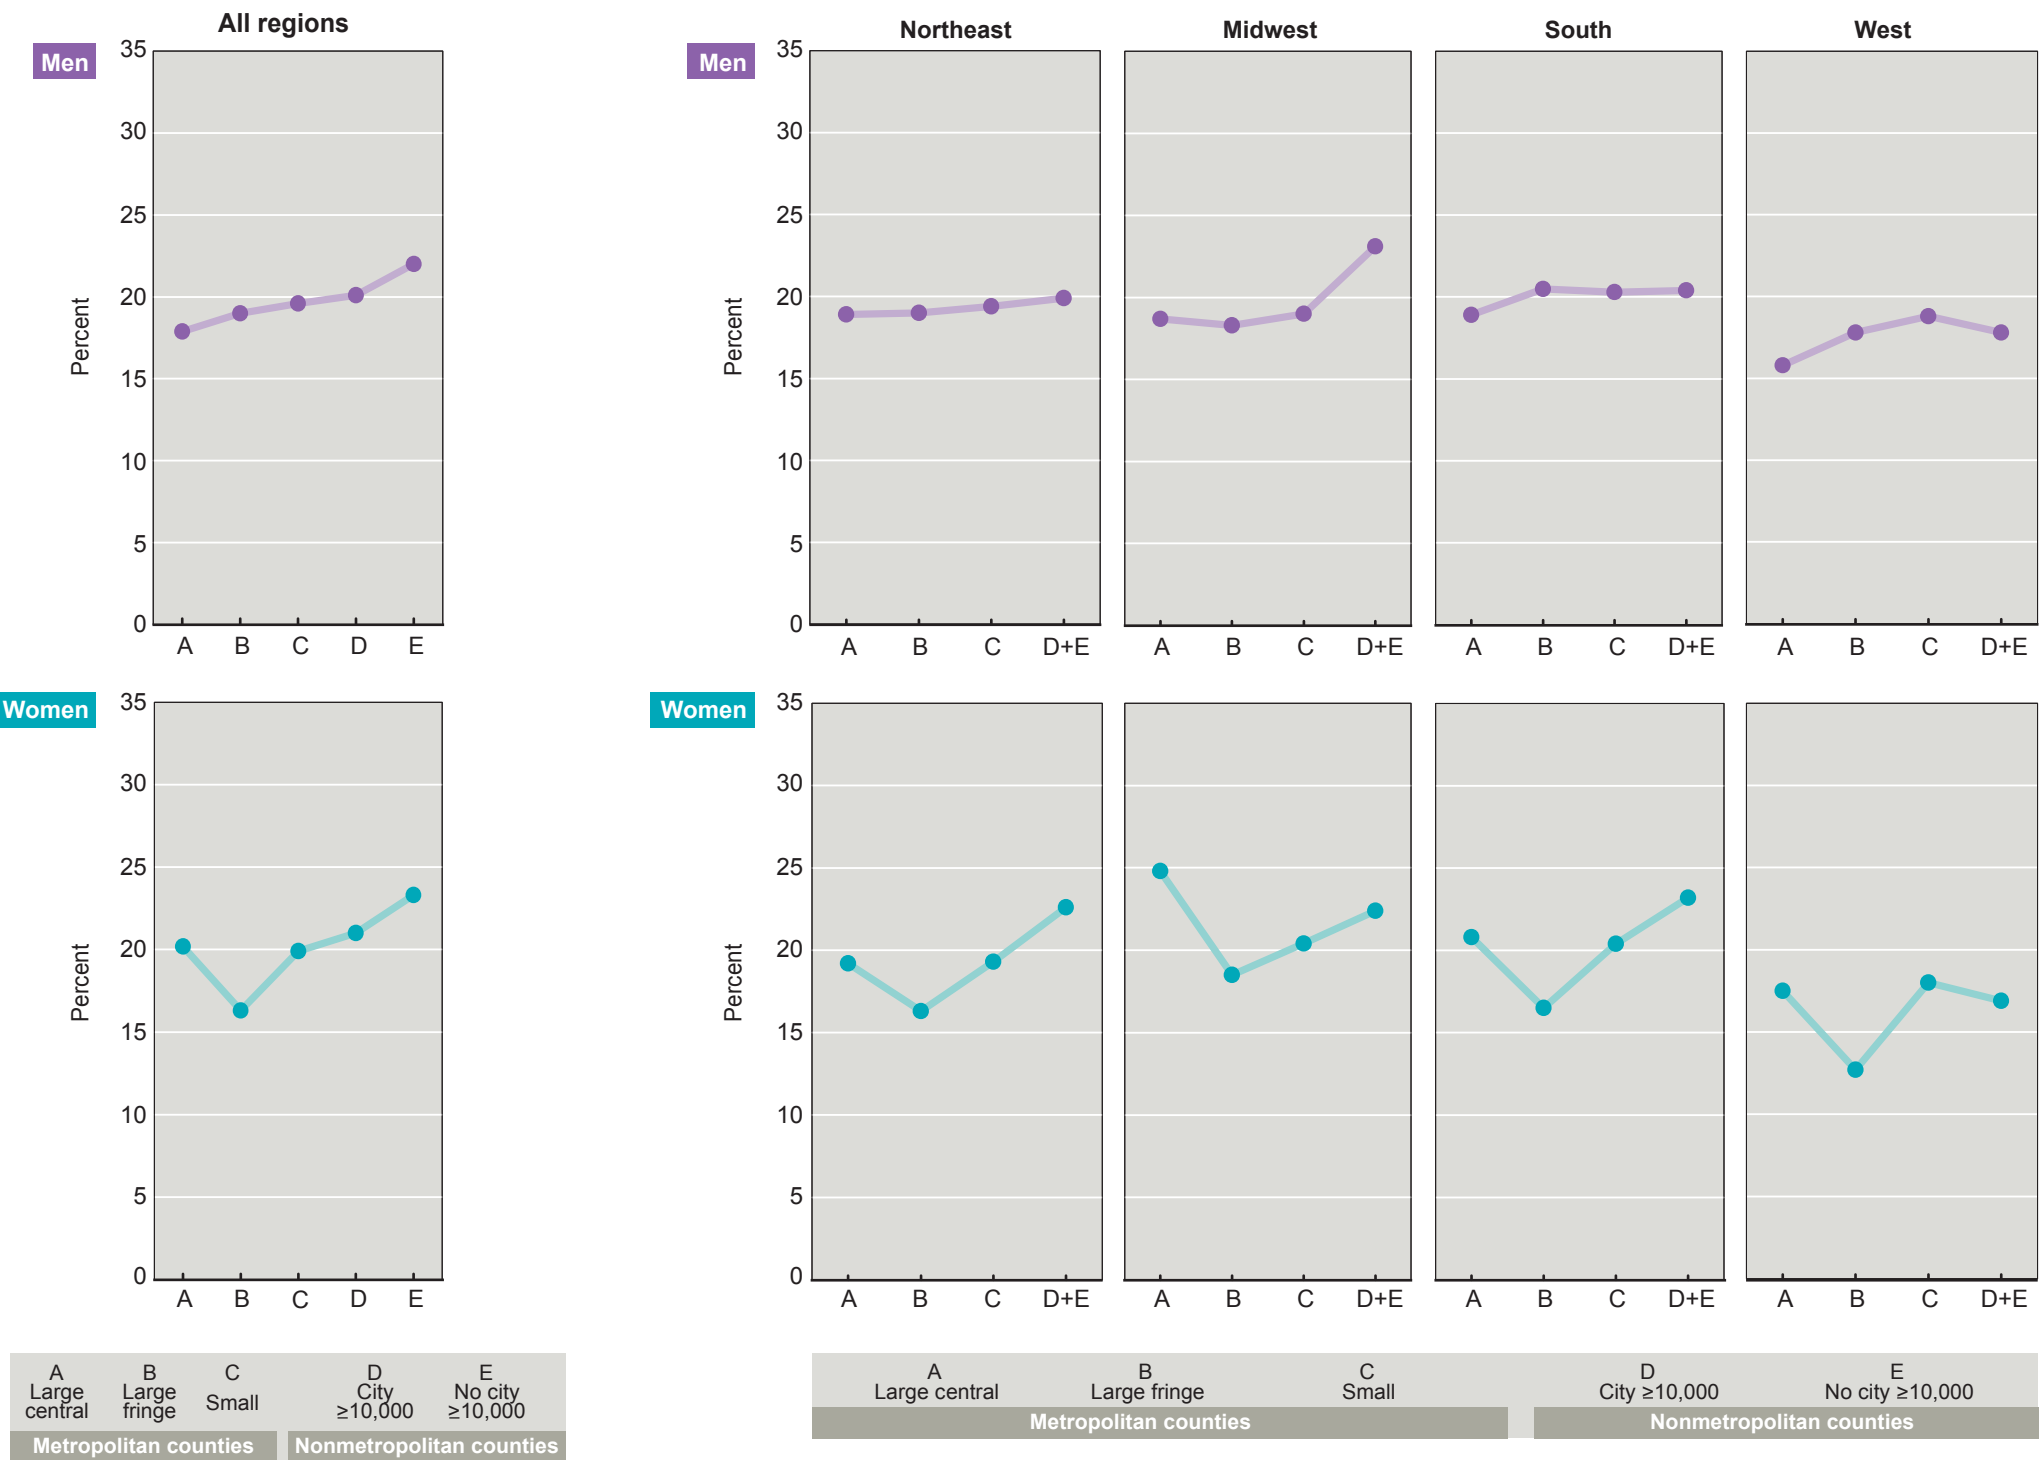 All regions
Men
35
30
25
20
15
10
5
0
Percent
A B C D E
Northeast Midwest South West
Men
35
30
25
20
15
10
5
0
Percent
A B C D+E A B C D+E A B C D+E A B C D+E
Women
35
30
25
20
15
10
5
0
Percent
A B C D E
Women
35
30
25
20
15
10
5
0
Percent
A B C D+E A B C D+E A B C D+E A B C D+E
A B C D E
Large Large Small City No city
central fringe ≥10,000 ≥10,000
Metropolitan counties Nonmetropolitan counties
A B C D E
Large central Large fringe Small City ≥10,000 No city ≥10,000
Metropolitan counties Nonmetropolitan counties